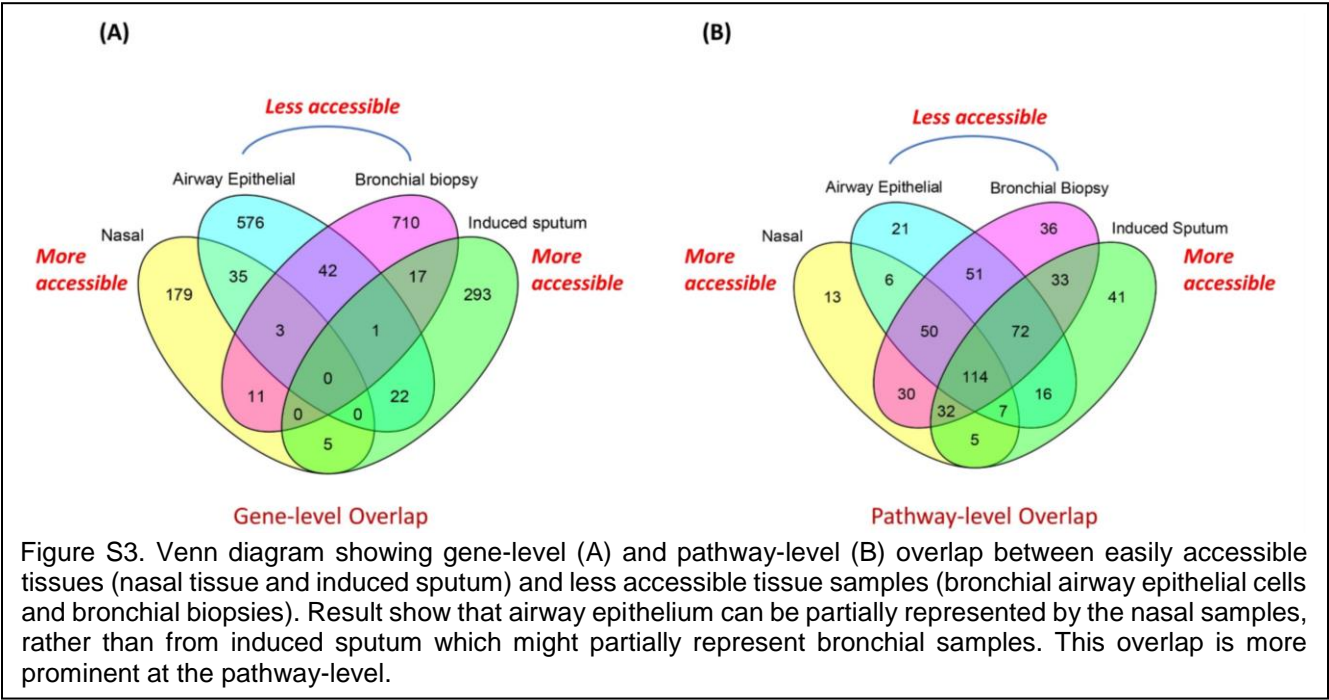 (A)
Less accessible
Airway Epithelial
Bronchial biopsy
Nasal
Induced sputum
More
accessible
More
accessible
576
710
35
42
17
179
293
3
1
0
11
0
0
22
5
Gene-level Overlap
(B)
Less accessible
Airway Epithelial
Bronchial Biopsy
Nasal
Induced Sputum
More
accessible
More
accessible
21
36
6
51
33
13
41
50
72
114
30
32
7
16
5
Pathway-level Overlap
Figure S3. Venn diagram showing gene-level (A) and pathway-level (B) overlap between easily accessible
tissues (nasal tissue and induced sputum) and less accessible tissue samples (bronchial airway epithelial cells
and bronchial biopsies). Result show that airway epithelium can be partially represented by the nasal samples,
rather than from induced sputum which might partially represent bronchial samples. This overlap is more
prominent at the pathway-level.